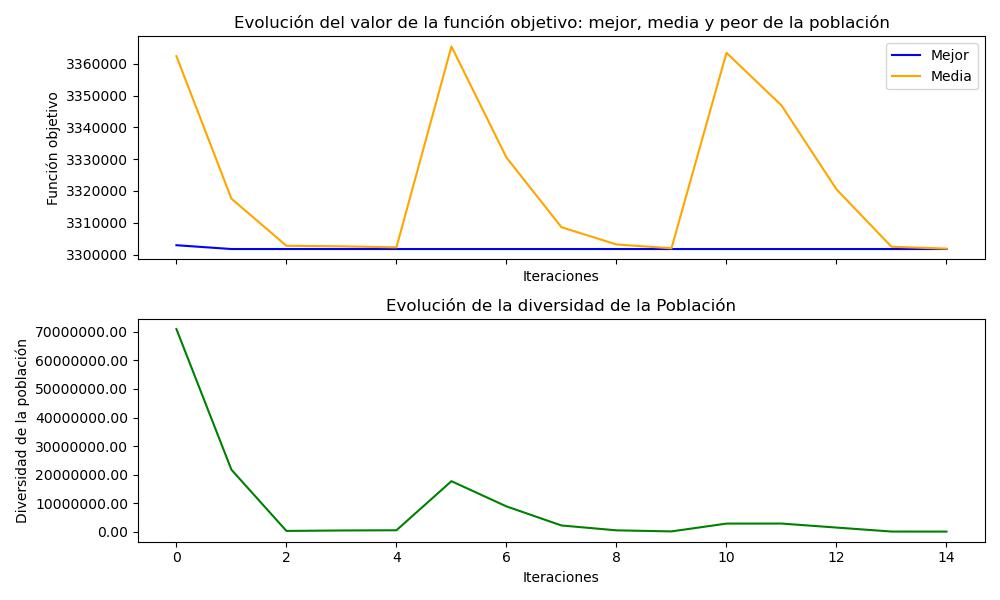 Evolución del valor de la función objetivo: mejor, media y peor de la población
Función objetivo
3360000
3350000
3340000
3330000
3320000
3310000
3300000
Mejor
Media
Iteraciones
Evolución de la diversidad de la Población
Diversidad de la población
70000000.00
60000000.00
50000000.00
40000000.00
30000000.00
20000000.00
10000000.00
0.00
0 2 4 6 8 10 12 14
Iteraciones